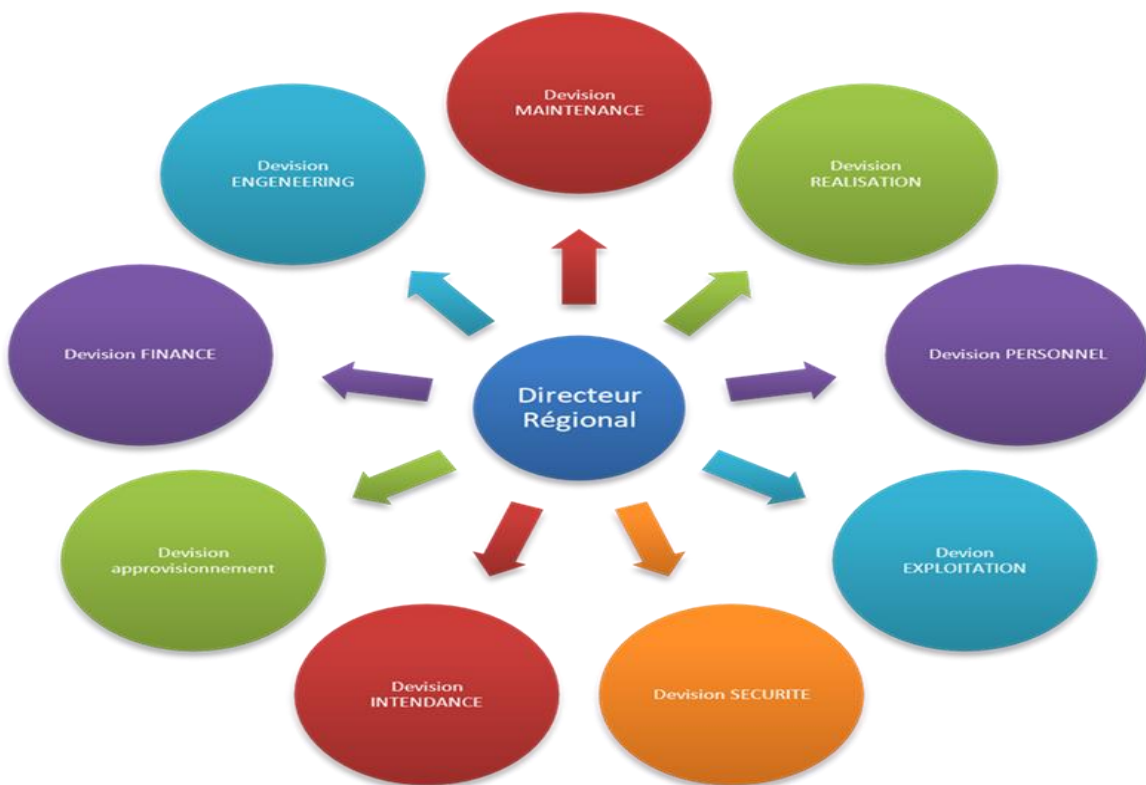 Devision
MAINTENANCE
Devision
REALISATION
Devision
ENGENEERING
Devision FINANCE
Devision PERSONNEL
Directeur
Régional
Devision
approvisionnement
Devion
EXPLOITATION
Devision
INTENDANCE
Devision SECURITE